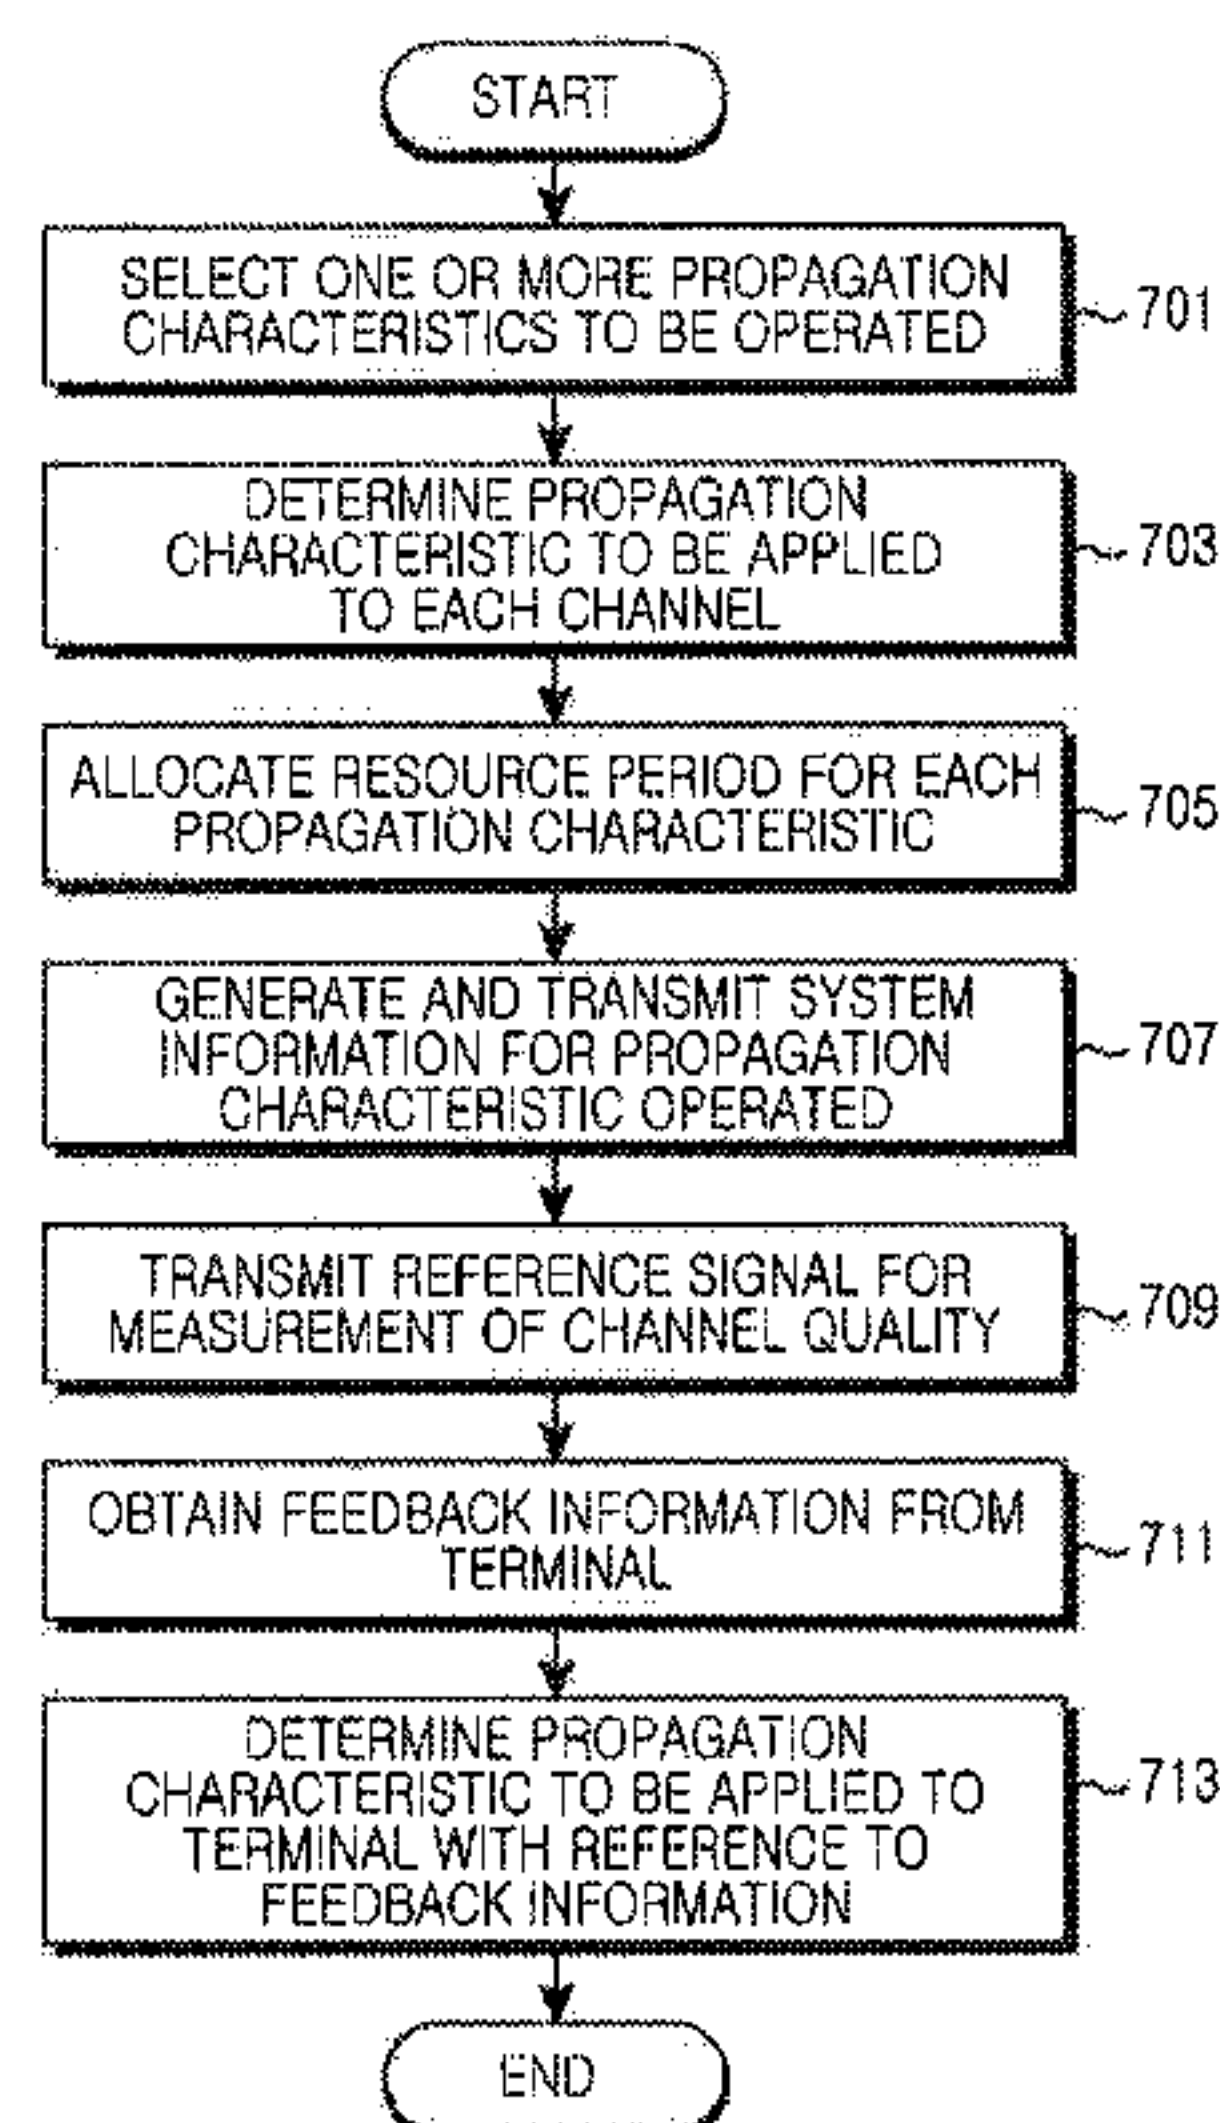 START
SELECT ONE OR MORE PROPAGATION
CHARACTERISTICS TO BE OPERATED
701
DETERMINE PROPAGATION
CHARACTERISTIC TO BE APPLIED
TO EACH CHANNEL
703
ALLOCATE RESOURCE PERIOD FOR EACH
PROPAGATION CHARACTERISTIC
705
GENERATE AND TRANSMIT SYSTEM
INFORMATION FOR PROPAGATION
CHARACTERISTIC OPERATED
707
TRANSMIT REFERENCE SIGNAL FOR
MEASUREMENT OF CHANNEL QUALITY
709
OBTAIN FEEDBACK INFORMATION FROM
TERMINAL
711
DETERMINE PROPAGATION
CHARACTERISTIC TO BE APPLIED TO
TERMINAL WITH REFERENCE TO
FEEDBACK INFORMATION
713
END